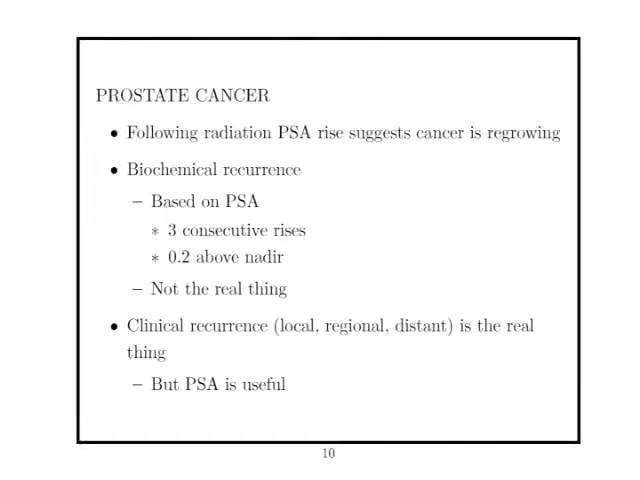 PROSTATE CANCER
• Following radiation PSA rise suggests cancer is regrowing
• Biochemical recurrence
– Based on PSA
∗ 3 consecutive rises
∗ 0.2 above nadir
– Not the real thing
• Clinical recurrence (local, regional, distant) is the real
thing
– But PSA is useful
10